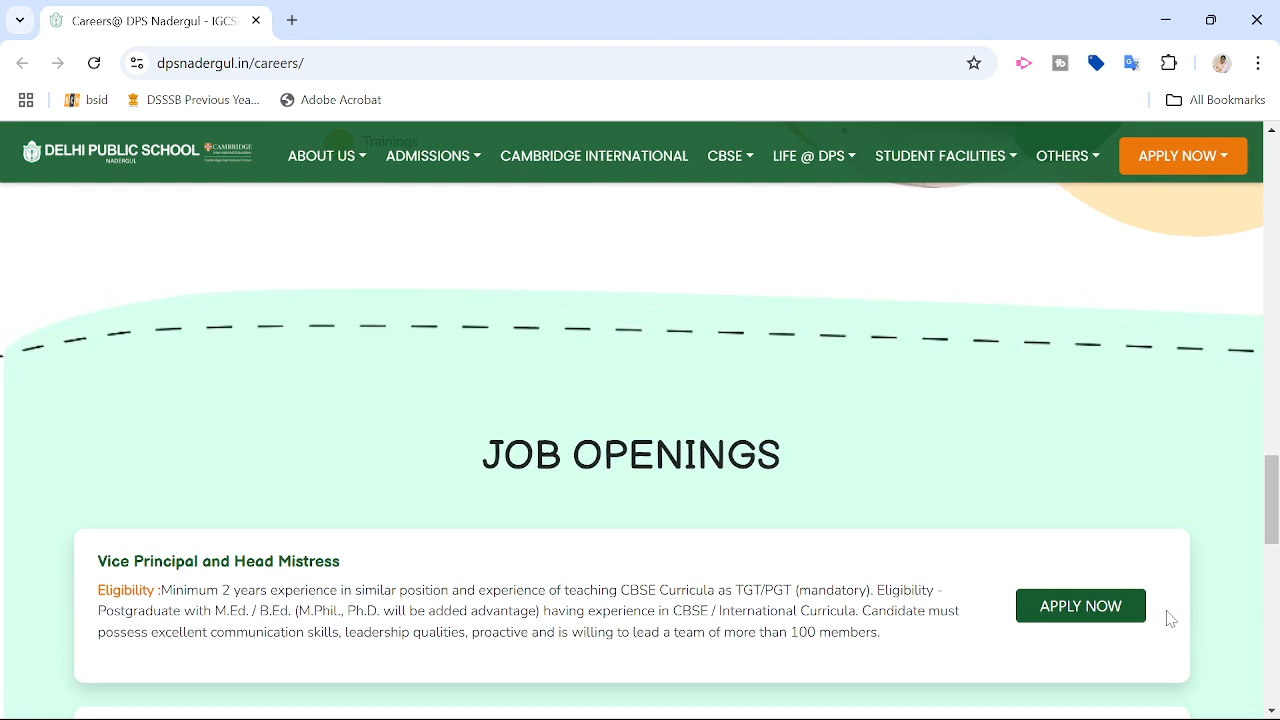 Careers@ DPS Nadergul - IGCS
dpsnadergul.in/careers/
bsid
DSSSB Previous Yea...
Adobe Acrobat
All Bookmarks
Trainings
DELHI PUBLIC SCHOOL
NADERGUL
CAMBRIDGE
ABOUT US
ADMISSIONS
CAMBRIDGE INTERNATIONAL
CBSE
LIFE @ DPS
STUDENT FACILITIES
OTHERS
APPLY NOW
JOB OPENINGS
Vice Principal and Head Mistress
Eligibility :Minimum 2 years experience in similar position and experience of teaching CBSE Curricula as TGT/PGT (mandatory). Eligibility -
Postgraduate with M.Ed. / B.Ed. (M.Phil., Ph.D. will be added advantage) having experience in CBSE / International Curricula. Candidate must
possess excellent communication skills, leadership qualities, proactive and is willing to lead a team of more than 100 members.
APPLY NOW